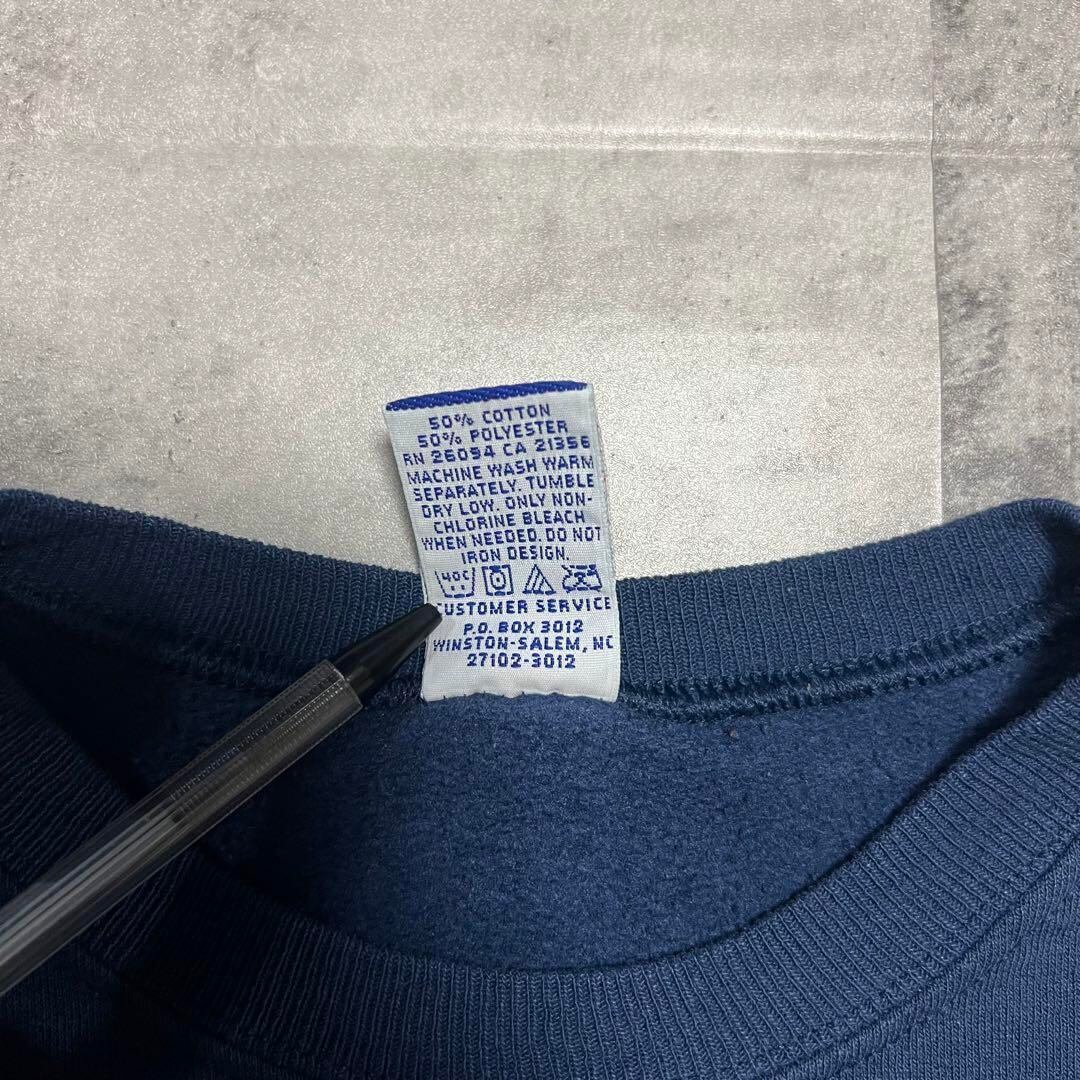 50% COTTON
50% POLYESTER
RN 26094 CA 21356
MACHINE WASH WARM
SEPARATELY. TUMBLE
DRY LOW. ONLY NON-
CHLORINE BLEACH
WHEN NEEDED. DO NOT
IRON DESIGN.
40C
CUSTOMER SERVICE
P.O. BOX 3012
WINSTON-SALEM, NC
27102-3012